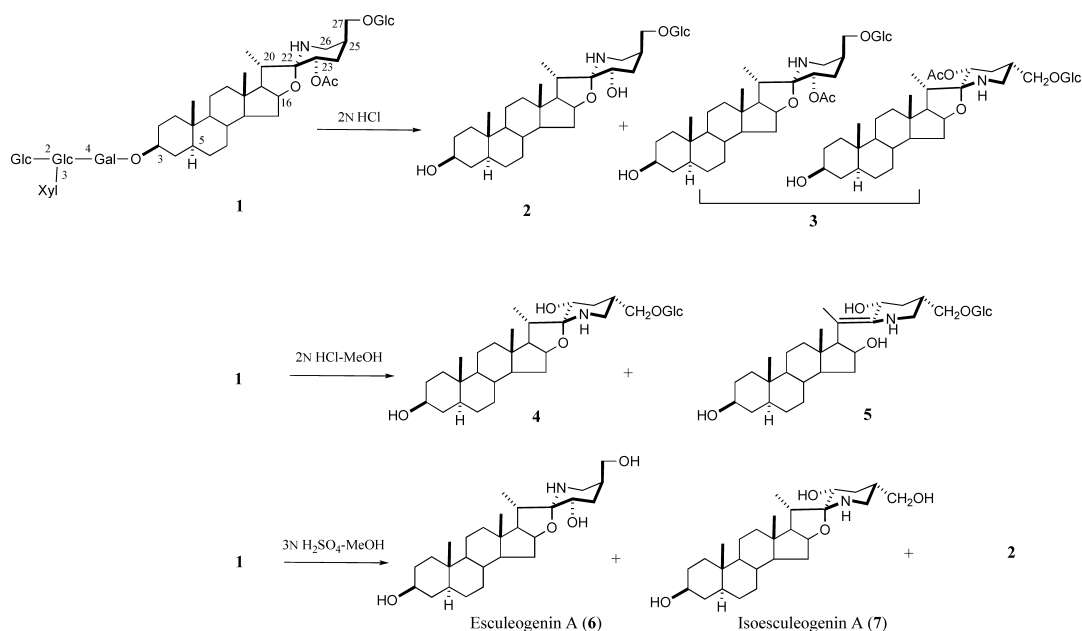 27 OGlc
HN 26 25
20 22 23
OAc
O
16
5
H
3
Glc 2 Glc 4 Gal O
3
Xyl
1
2N HCl
OGlc
HN
OH
O
HO
H
2
+
OGlc
HN
OAc
O
HO
H
AcO
CH2OGlc
N
H
O
HO
H
3
1
2N HCl-MeOH
HO
CH2OGlc
N
H
O
HO
H
4
+
HO
CH2OGlc
N
H
OH
HO
H
5
1
3N H2SO4-MeOH
OH
HN
OH
O
HO
H
Esculeogenin A (6)
+
HO
CH2OH
N
H
O
HO
H
Isoesculeogenin A (7)
+
2